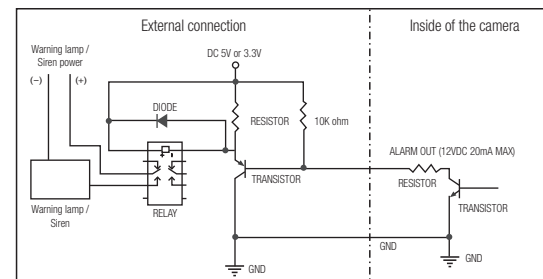 External connection
Inside of the camera
Warning lamp /
Siren power
(−)
(+)
DC 5V or 3.3V
DIODE
RESISTOR
10K ohm
ALARM OUT (12VDC 20mA MAX)
RESISTOR
TRANSISTOR
TRANSISTOR
Warning lamp /
Siren
RELAY
GND
GND
GND